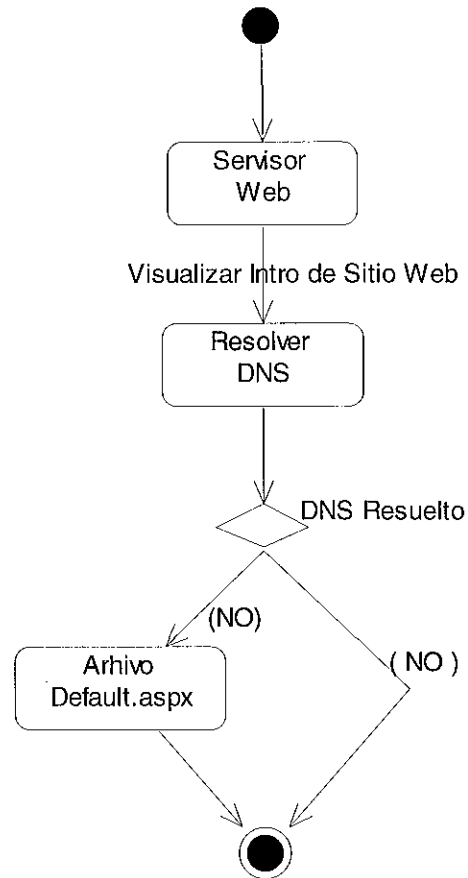 Servisor
Web
Visualizar Intro de Sitio Web
Resolver
DNS
DNS Resuelto
(NO)
( NO )
Arhivo
Default.aspx